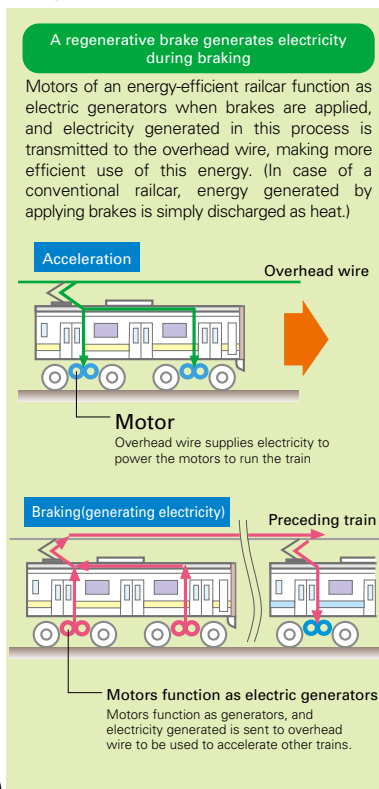 A regenerative brake generates electricity
during braking
Motors of an energy-efficient railcar function as
electric generators when brakes are applied,
and electricity generated in this process is
transmitted to the overhead wire, making more
efficient use of this energy. (In case of a
conventional railcar, energy generated by
applying brakes is simply discharged as heat.)
Acceleration
Overhead wire
Motor
Overhead wire supplies electricity to
power the motors to run the train
Braking(generating electricity)
Preceding train
Motors function as electric generators
Motors function as generators, and
electricity generated is sent to overhead
wire to be used to accelerate other trains.